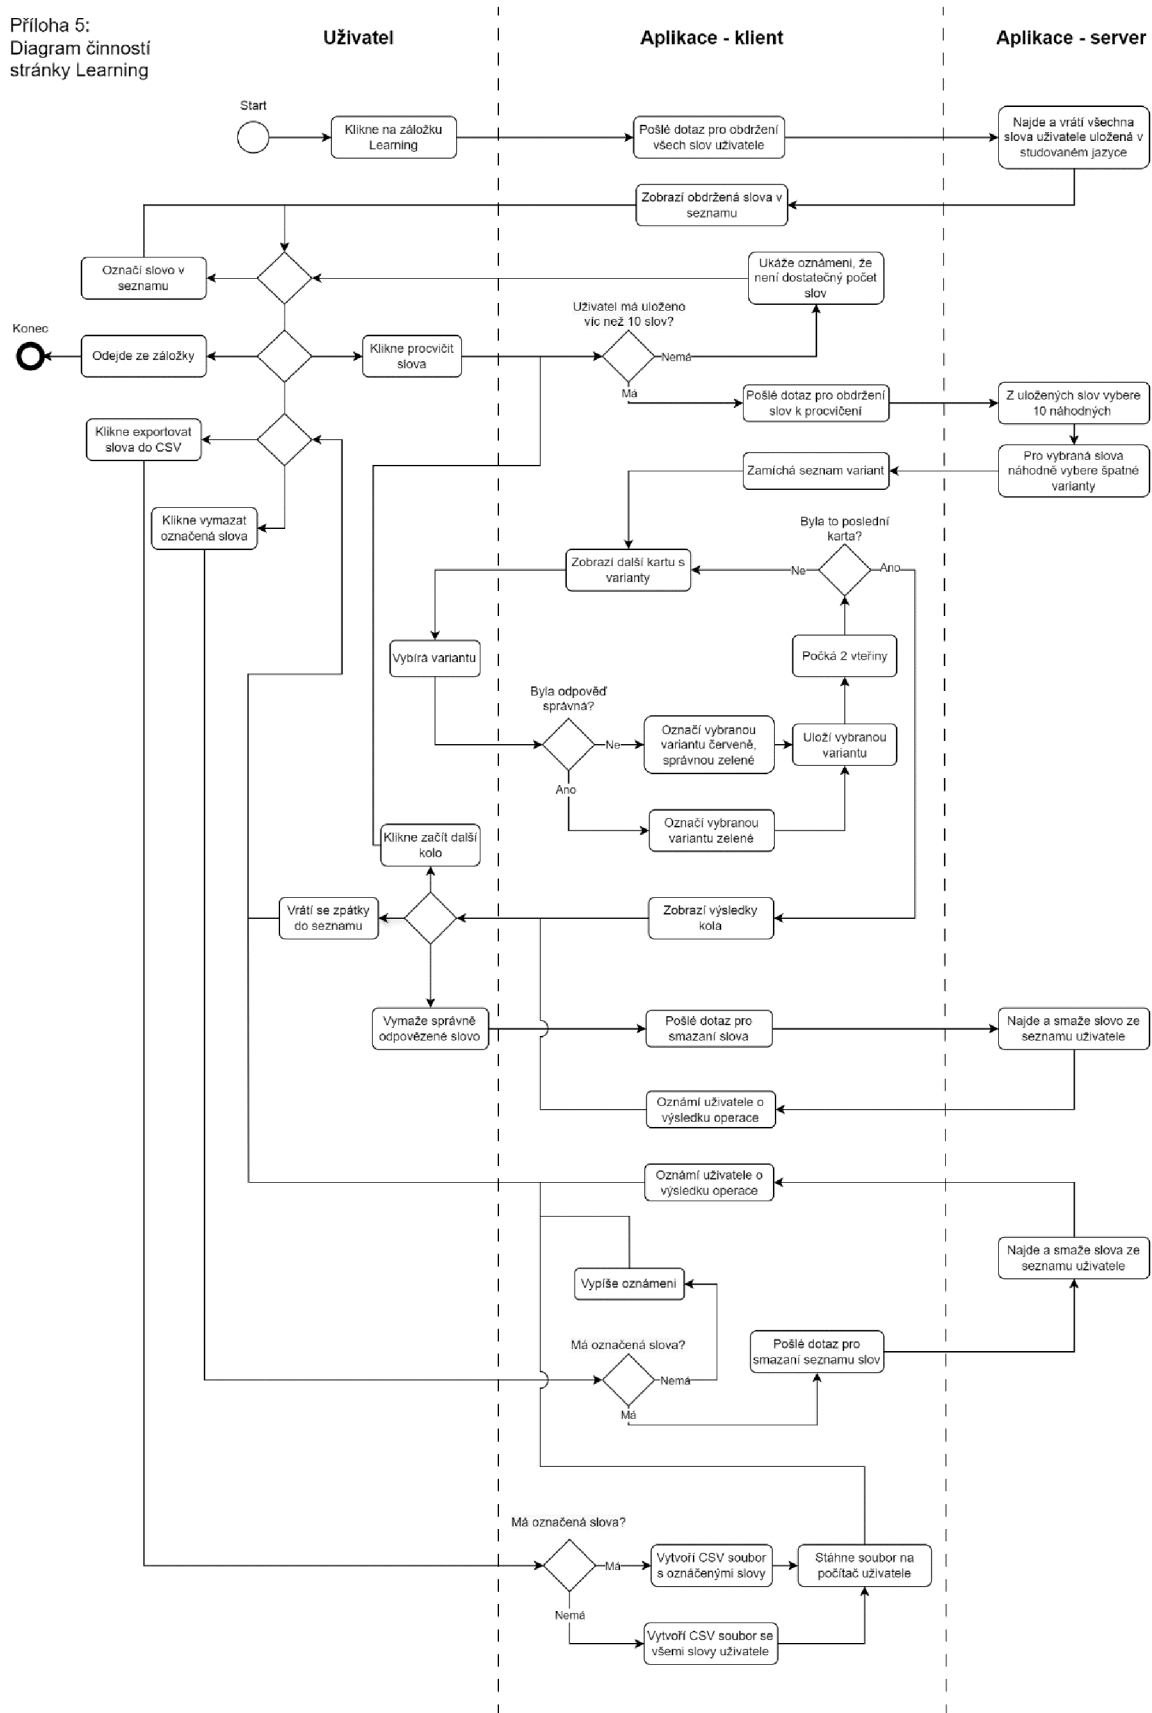 Příloha 5:
Diagram činností
stránky Learning
Uživatel
Aplikace - klient
Aplikace - server
Start
Klikne na záložku
Learning
Pošlé dotaz pro obdržení
všech slov uživatele
Najde a vrátí všechna
slova uživatele uložená v
studovaném jazyce
Zobrazí obdržená slova v
seznamu
Označí slovo v
seznamu
Ukáže oznámeni, že
není dostatečný počet
slov
Uživatel má uloženo
víc než 10 slov?
Konec
Odejde ze záložky
Klikne procvičit
slova
Nemá
Má
Pošlé dotaz pro obdržení
slov k procvičení
Z uložených slov vybere
10 náhodných
Klikne exportovat
slova do CSV
Zamíchá seznam variant
Pro vybraná slova
náhodně vybere špatné
varianty
Klikne vymazat
označená slova
Byla to poslední
karta?
Zobrazí další kartu s
varianty
Ne
Ano
Vybírá variantu
Počká 2 vteřiny
Byla odpověď
správná?
Ne
Označí vybranou
variantu červeně,
správnou zelené
Uloží vybranou
variantu
Ano
Označí vybranou
variantu zelené
Klikne začít další
kolo
Vrátí se zpátky
do seznamu
Zobrazí výsledky
kola
Vymaže správně
odpovězené slovo
Pošlé dotaz pro
smazaní slova
Najde a smaže slovo ze
seznamu uživatele
Oznámí uživatele o
výsledku operace
Oznámí uživatele o
výsledku operace
Najde a smaže slova ze
seznamu uživatele
Vypíše oznámeni
Má označená slova?
Nemá
Má
Pošlé dotaz pro
smazaní seznamu slov
Má označená slova?
Má
Vytvoří CSV soubor
s označenými slovy
Stáhne soubor na
počítač uživatele
Nemá
Vytvoří CSV soubor se
všemi slovy uživatele